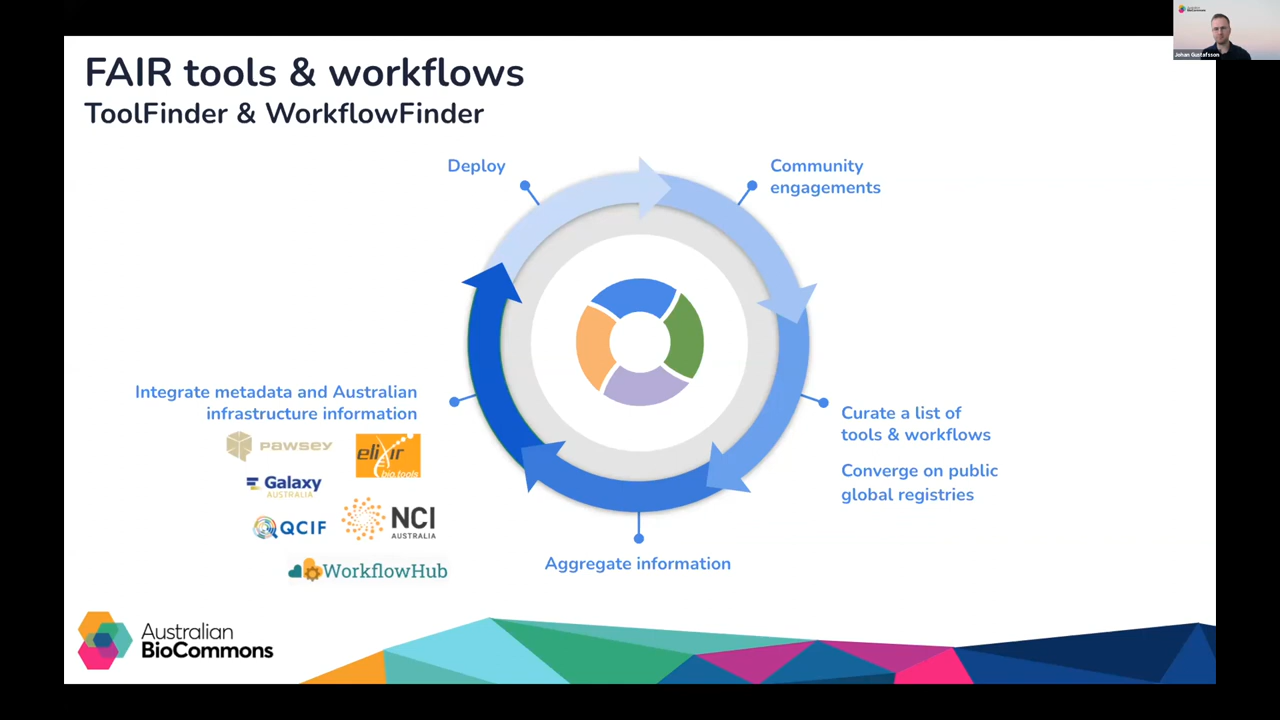 FAIR tools & workflows
ToolFinder & WorkflowFinder
Johan Gustafsson
Deploy
Community
engagements
Integrate metadata and Australian
infrastructure information
PAWSEY
elixir
bio.tools
Galaxy
AUSTRALIA
QCIF
NCI
AUSTRALIA
WorkflowHub
Curate a list of
tools & workflows
Converge on public
global registries
Aggregate information
Australian
BioCommons